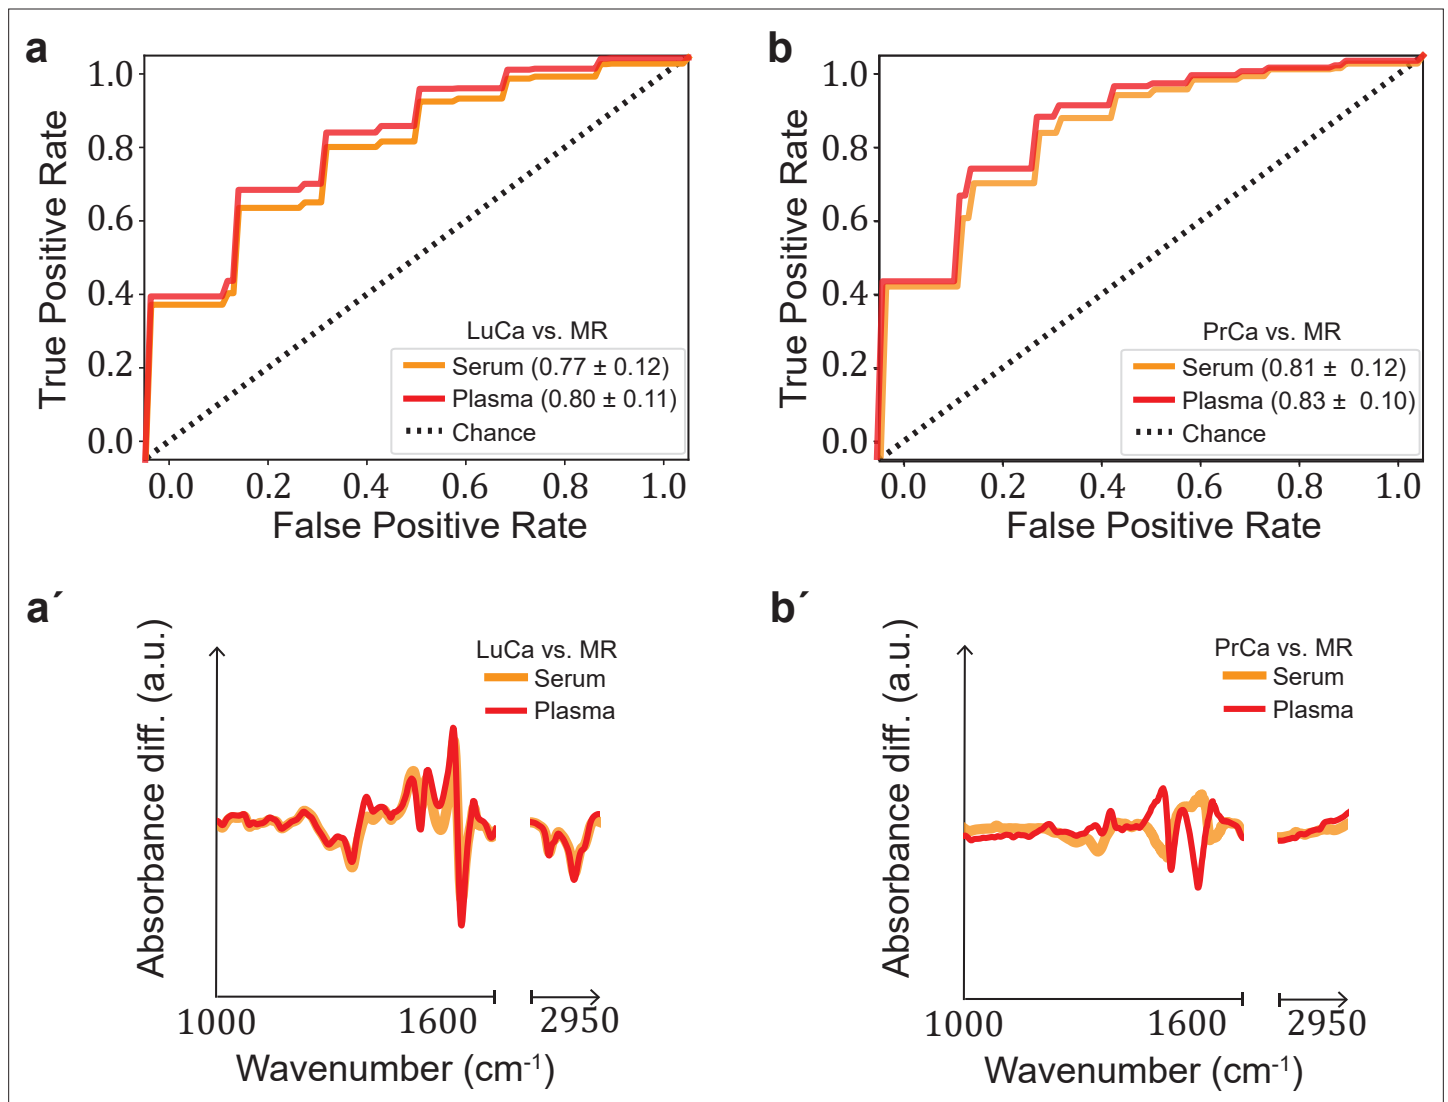 a
True Positive Rate
1.0
0.8
0.6
0.4
0.2
0.0
LuCa vs. MR
Serum (0.77 ± 0.12)
Plasma (0.80 ± 0.11)
Chance
0.0 0.2 0.4 0.6 0.8 1.0
False Positive Rate
b
True Positive Rate
1.0
0.8
0.6
0.4
0.2
0.0
PrCa vs. MR
Serum (0.81 ± 0.12)
Plasma (0.83 ± 0.10)
Chance
0.0 0.2 0.4 0.6 0.8 1.0
False Positive Rate
a´
Absorbance diff. (a.u.)
LuCa vs. MR
Serum
Plasma
1000 1600 2950
Wavenumber (cm⁻¹)
b´
Absorbance diff. (a.u.)
PrCa vs. MR
Serum
Plasma
1000 1600 2950
Wavenumber (cm⁻¹)